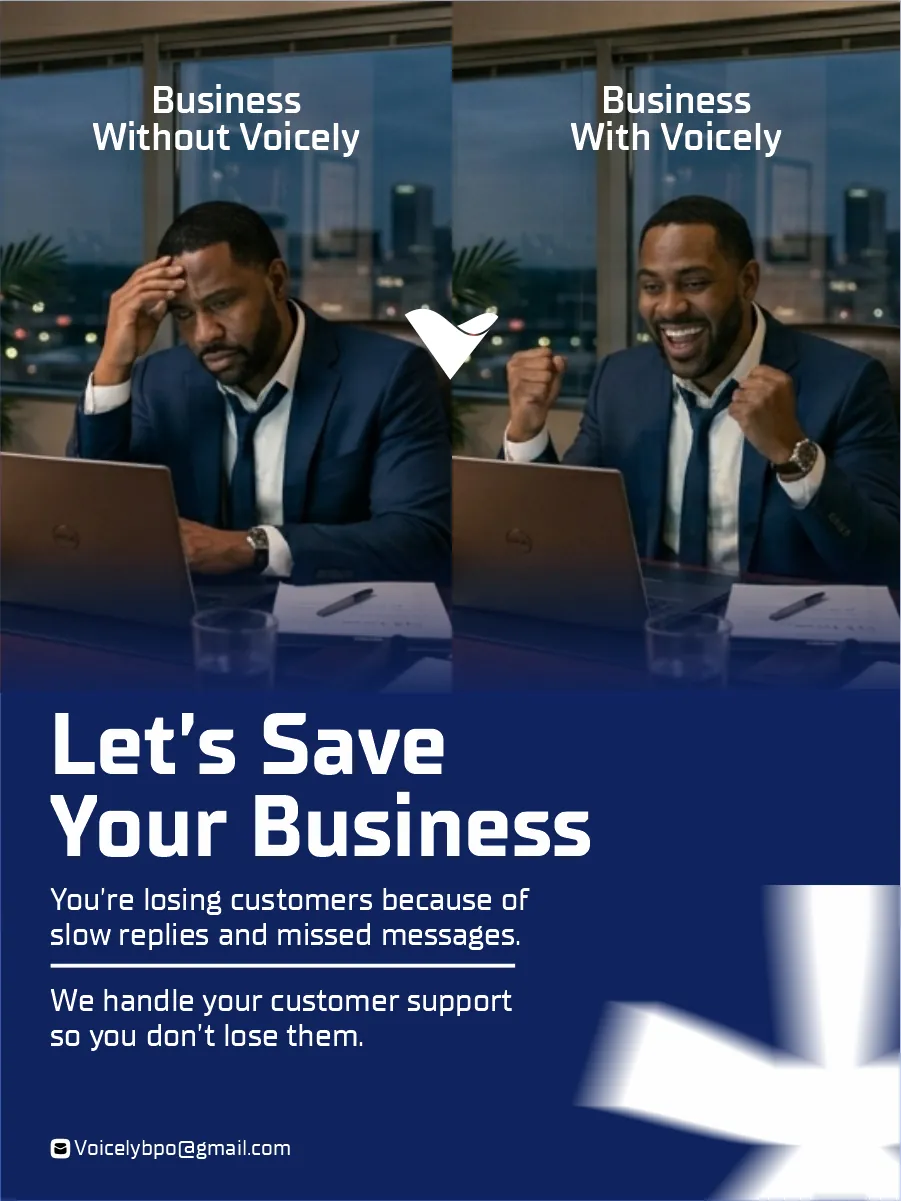 Business
Without Voicely
Business
With Voicely
Let's Save
Your Business
You're losing customers because of
slow replies and missed messages.
We handle your customer support
so you don't lose them.
Voicelybpo@gmail.com